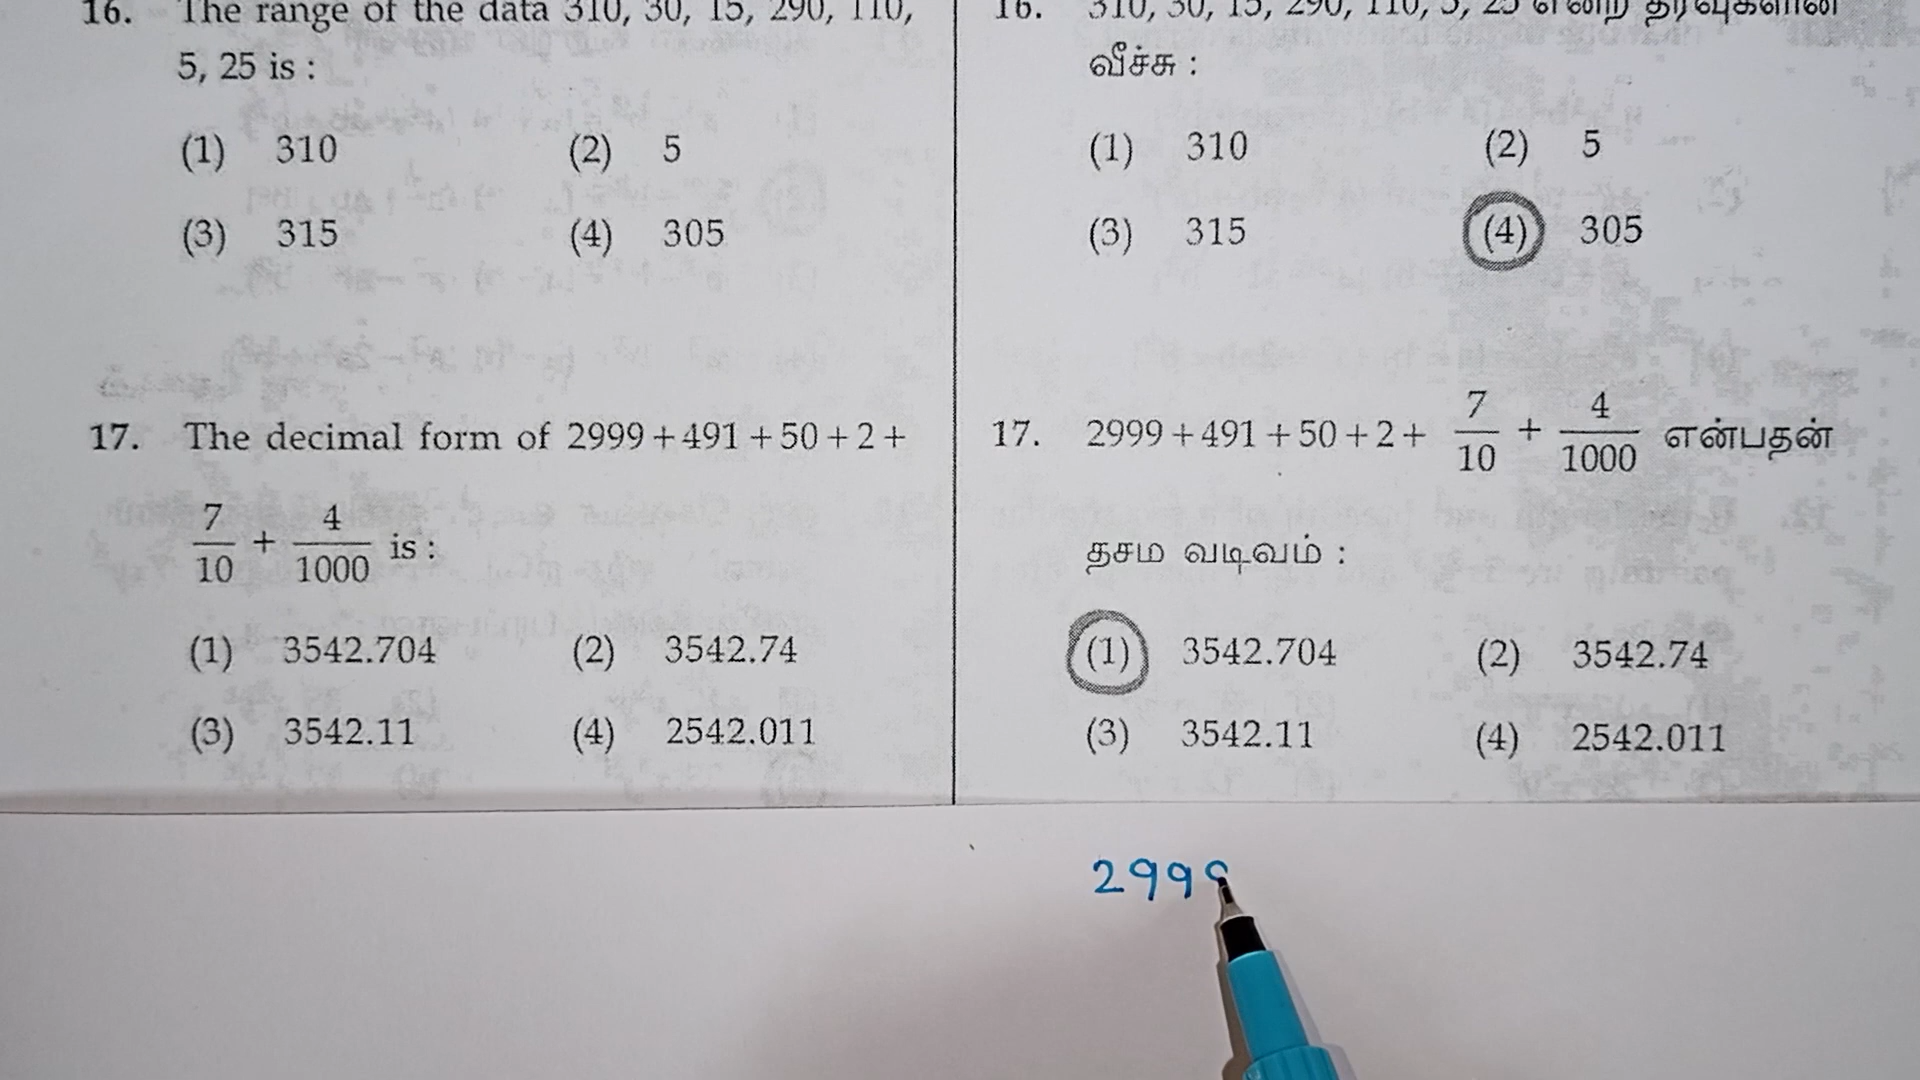 16. The range of the data 310, 30, 15, 290, 110,
5, 25 is :
(1) 310 (2) 5
(3) 315 (4) 305
17. The decimal form of 2999 + 491 + 50 + 2 +
7/10 + 4/1000 is :
(1) 3542.704 (2) 3542.74
(3) 3542.11 (4) 2542.011
16. 310, 30, 15, 290, 110, 5, 25 என்ற தரவுகளின்
வீச்சு :
(1) 310 (2) 5
(3) 315 (4) 305
17. 2999 + 491 + 50 + 2 + 7/10 + 4/1000 என்பதன்
தசம வடிவம் :
(1) 3542.704 (2) 3542.74
(3) 3542.11 (4) 2542.011
2999